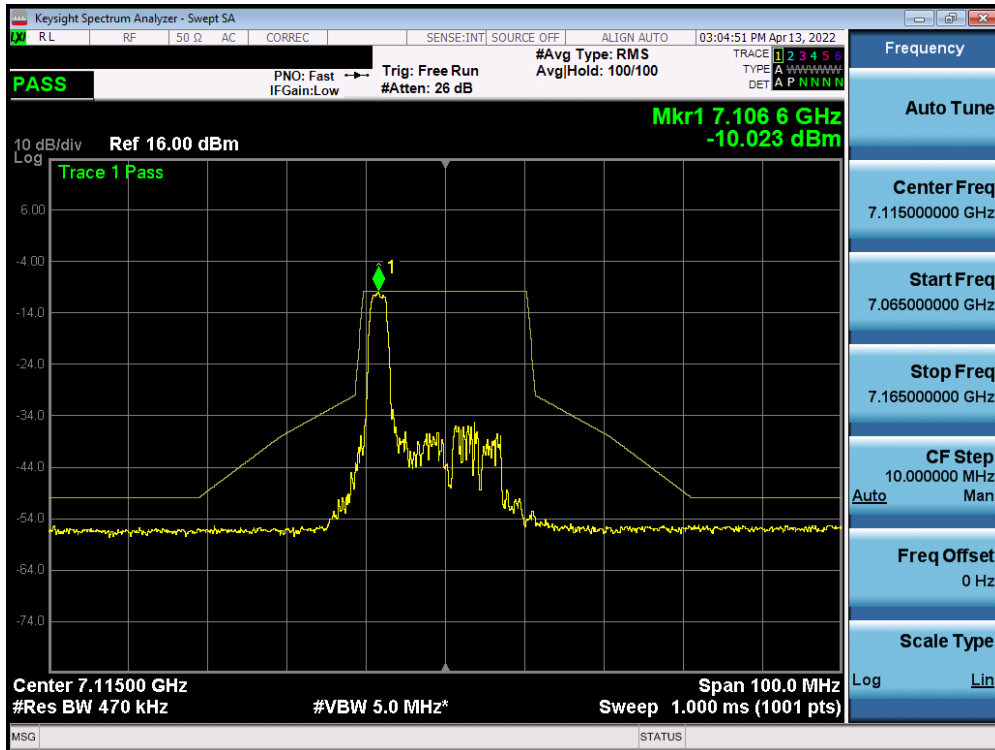 Keysight Spectrum Analyzer - Swept SA
LXI RL RF 50 Ω AC CORREC SENSE:INT SOURCE OFF ALIGN AUTO 03:04:51 PM Apr 13, 2022
PASS
PNO: Fast
IFGain:Low
Trig: Free Run
#Atten: 26 dB
#Avg Type: RMS
Avg|Hold: 100/100
TRACE 1 2 3 4 5 6
TYPE A WWWWW
DET A P N N N N
Mkr1 7.106 6 GHz
-10.023 dBm
10 dB/div Ref 16.00 dBm
Log
Trace 1 Pass
1
6.00
-4.00
-14.0
-24.0
-34.0
-44.0
-54.0
-64.0
-74.0
Center 7.11500 GHz Span 100.0 MHz
#Res BW 470 kHz #VBW 5.0 MHz* Sweep 1.000 ms (1001 pts)
MSG STATUS
Frequency
Auto Tune
Center Freq
7.115000000 GHz
Start Freq
7.065000000 GHz
Stop Freq
7.165000000 GHz
CF Step
10.000000 MHz
Auto Man
Freq Offset
0 Hz
Scale Type
Log Lin